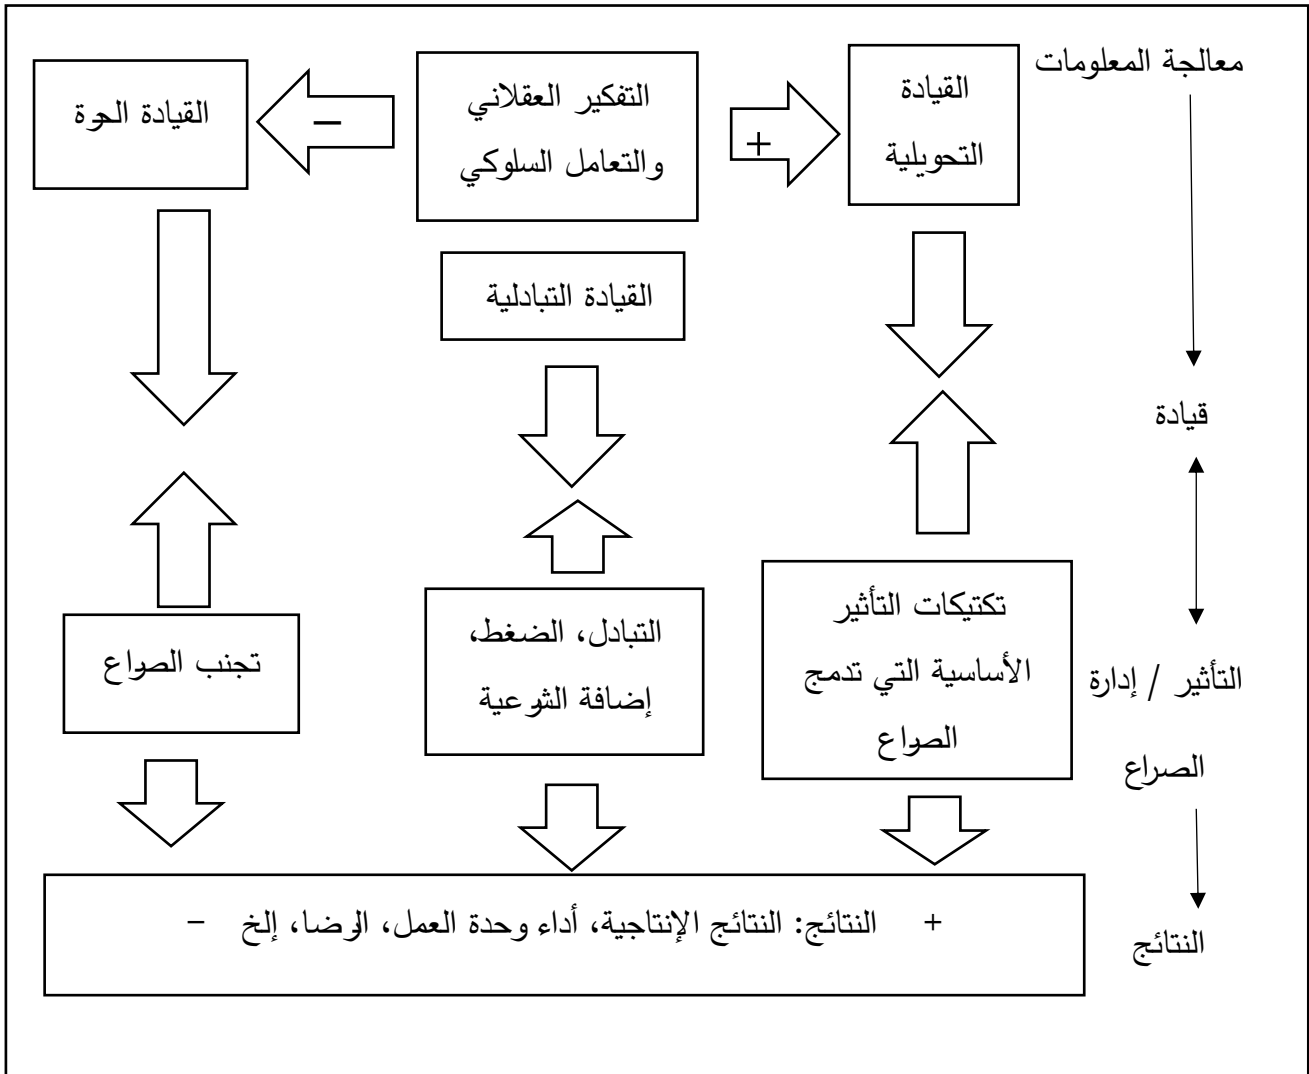 معالجة المعلومات
القيادة
التحويلية
+
التفكير العقلاني
والتعامل السلوكي
–
القيادة الحرة
القيادة التبادلية
قيادة
تكتيكات التأثير
الأساسية التي تدمج
الصراع
التبادل، الضغط،
إضافة الشرعية
تجنب الصراع
التأثير / إدارة
الصراع
+ النتائج: النتائج الإنتاجية، أداء وحدة العمل، الرضا، إلخ –
النتائج